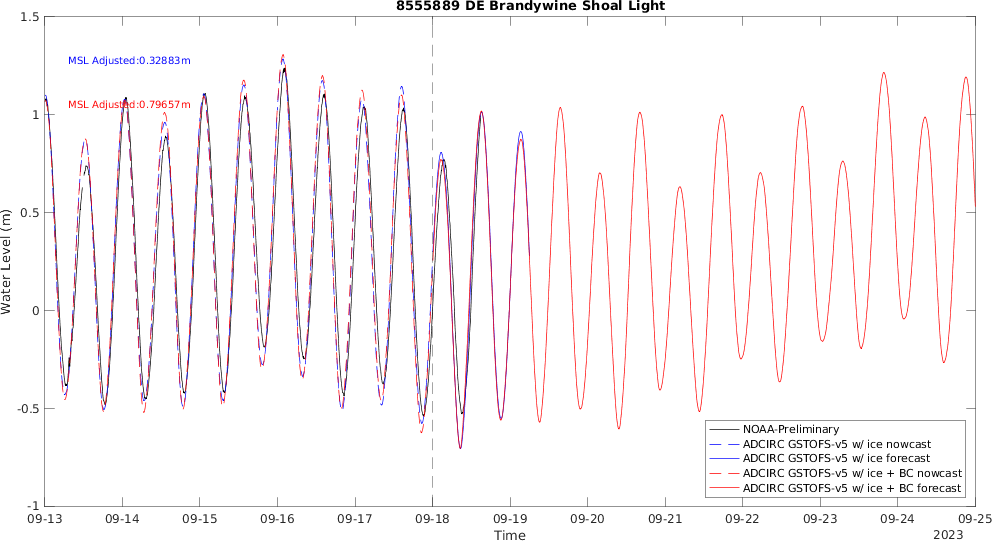 8555889 DE Brandywine Shoal Light
1.5
1
0.5
0
-0.5
-1
Water Level (m)
MSL Adjusted:0.32883m
MSL Adjusted:0.79657m
NOAA-Preliminary
ADCIRC GSTOFS-v5 w/ ice nowcast
ADCIRC GSTOFS-v5 w/ ice forecast
ADCIRC GSTOFS-v5 w/ ice + BC nowcast
ADCIRC GSTOFS-v5 w/ ice + BC forecast
09-13 09-14 09-15 09-16 09-17 09-18 09-19 09-20 09-21 09-22 09-23 09-24 09-25
Time
2023